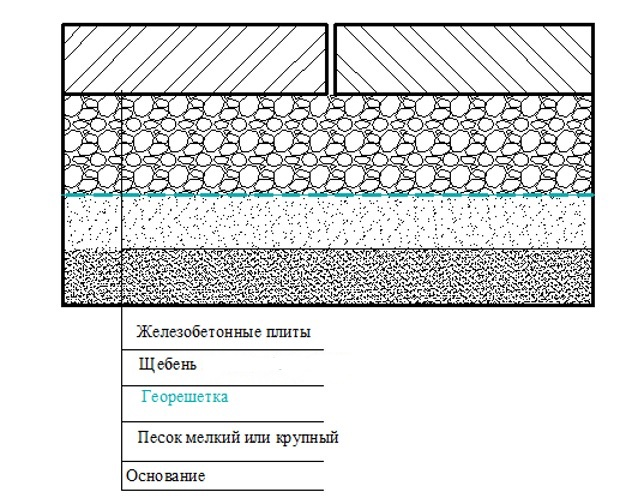 Железобетонные плиты
Щебень
Георешетка
Песок мелкий или крупный
Основание